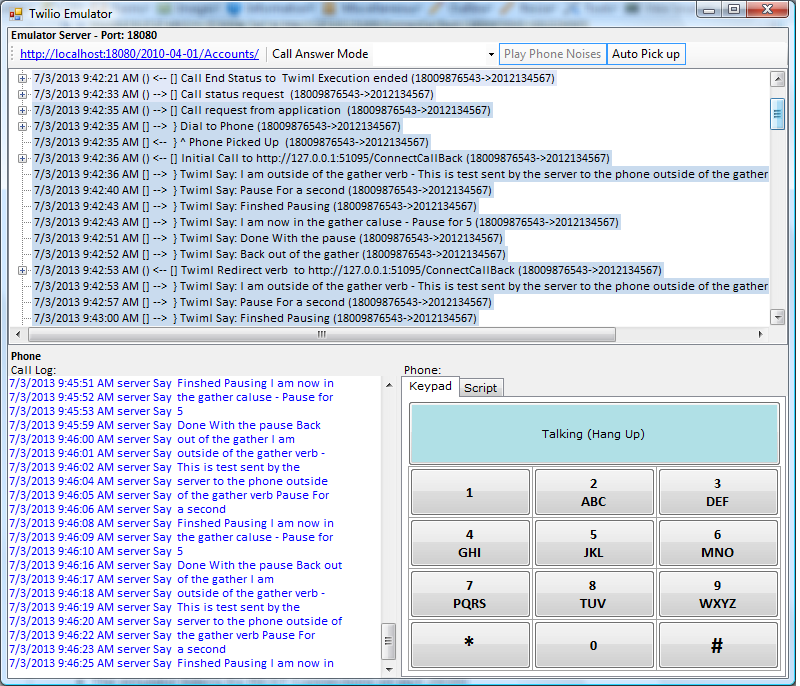 Twilio Emulator
Emulator Server - Port: 18080
http://localhost:18080/2010-04-01/Accounts/ Call Answer Mode Play Phone Noises Auto Pick up
7/3/2013 9:42:21 AM () <-- [] Call End Status to  Twiml Execution ended (18009876543->2012134567)
7/3/2013 9:42:33 AM () --> [] Call status request  (18009876543->2012134567)
7/3/2013 9:42:35 AM () --> [] Call request from application  (18009876543->2012134567)
7/3/2013 9:42:35 AM [] -->  } Dial to Phone (18009876543->2012134567)
7/3/2013 9:42:35 AM [] <--  } ^ Phone Picked Up  (18009876543->2012134567)
7/3/2013 9:42:36 AM () <-- [] Initial Call to http://127.0.0.1:51095/ConnectCallBack (18009876543->2012134567)
7/3/2013 9:42:36 AM [] -->  } Twiml Say: I am outside of the gather verb - This is test sent by the server to the phone outside of the gather
7/3/2013 9:42:40 AM [] -->  } Twiml Say: Pause For a second (18009876543->2012134567)
7/3/2013 9:42:43 AM [] -->  } Twiml Say: Finshed Pausing (18009876543->2012134567)
7/3/2013 9:42:43 AM [] -->  } Twiml Say: I am now in the gather caluse - Pause for 5 (18009876543->2012134567)
7/3/2013 9:42:51 AM [] -->  } Twiml Say: Done With the pause (18009876543->2012134567)
7/3/2013 9:42:52 AM [] -->  } Twiml Say: Back out of the gather (18009876543->2012134567)
7/3/2013 9:42:53 AM () <-- [] Twiml Redirect verb  to http://127.0.0.1:51095/ConnectCallBack (18009876543->2012134567)
7/3/2013 9:42:53 AM [] -->  } Twiml Say: I am outside of the gather verb - This is test sent by the server to the phone outside of the gather
7/3/2013 9:42:57 AM [] -->  } Twiml Say: Pause For a second (18009876543->2012134567)
7/3/2013 9:43:00 AM [] -->  } Twiml Say: Finshed Pausing (18009876543->2012134567)
Phone
Call Log:
7/3/2013 9:45:51 AM server Say  Finshed Pausing I am now in
7/3/2013 9:45:52 AM server Say  the gather caluse - Pause for
7/3/2013 9:45:53 AM server Say  5
7/3/2013 9:45:59 AM server Say  Done With the pause Back
7/3/2013 9:46:00 AM server Say  out of the gather I am
7/3/2013 9:46:01 AM server Say  outside of the gather verb -
7/3/2013 9:46:02 AM server Say  This is test sent by the
7/3/2013 9:46:04 AM server Say  server to the phone outside
7/3/2013 9:46:05 AM server Say  of the gather verb Pause For
7/3/2013 9:46:06 AM server Say  a second
7/3/2013 9:46:08 AM server Say  Finshed Pausing I am now in
7/3/2013 9:46:09 AM server Say  the gather caluse - Pause for
7/3/2013 9:46:10 AM server Say  5
7/3/2013 9:46:16 AM server Say  Done With the pause Back out
7/3/2013 9:46:17 AM server Say  of the gather I am
7/3/2013 9:46:18 AM server Say  outside of the gather verb -
7/3/2013 9:46:19 AM server Say  This is test sent by the
7/3/2013 9:46:20 AM server Say  server to the phone outside of
7/3/2013 9:46:22 AM server Say  the gather verb Pause For
7/3/2013 9:46:23 AM server Say  a second
7/3/2013 9:46:25 AM server Say  Finshed Pausing I am now in
Phone:
Keypad Script
Talking (Hang Up)
1
2
ABC
3
DEF
4
GHI
5
JKL
6
MNO
7
PQRS
8
TUV
9
WXYZ
*
0
#